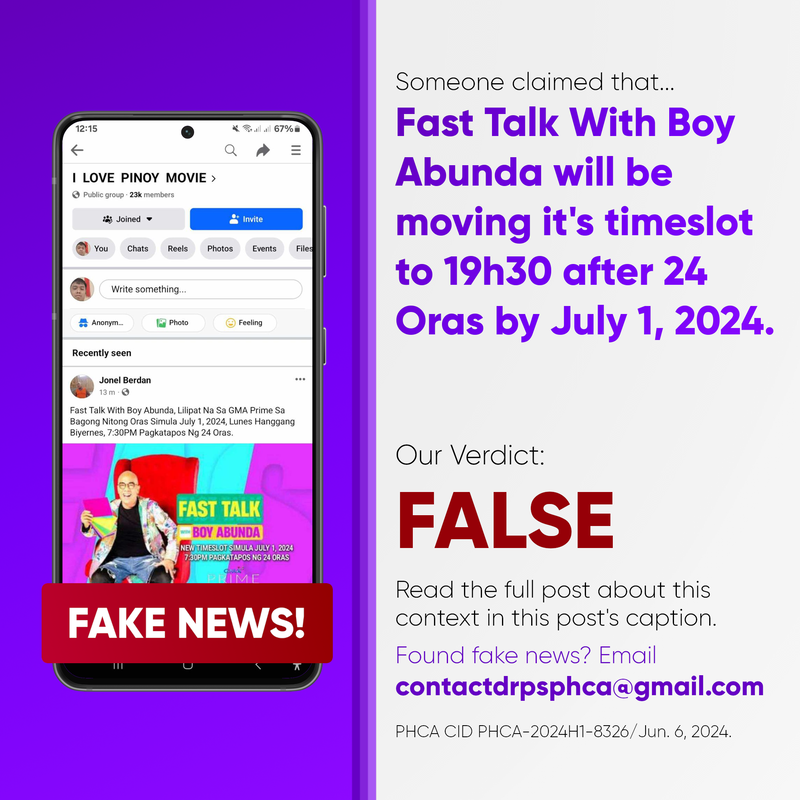 12:15
67%
I LOVE PINOY MOVIE >
Public group · 23k members
Joined
Invite
You
Chats
Reels
Photos
Events
Files
Write something...
Anonym...
Photo
Feeling
Recently seen
Jonel Berdan
13 m ·
Fast Talk With Boy Abunda, Lilipat Na Sa GMA Prime Sa
Bagong Nitong Oras Simula July 1, 2024, Lunes Hanggang
Biyernes, 7:30PM Pagkatapos Ng 24 Oras.
FAST TALK
WITH BOY ABUNDA
NEW TIMESLOT SIMULA JULY 1, 2024
7:30PM PAGKATAPOS NG 24 ORAS
PRIME
FAKE NEWS!
Someone claimed that...
Fast Talk With Boy
Abunda will be
moving it's timeslot
to 19h30 after 24
Oras by July 1, 2024.
Our Verdict:
FALSE
Read the full post about this
context in this post's caption.
Found fake news? Email
contactdrpsphca@gmail.com
PHCA CID PHCA-2024H1-8326/Jun. 6, 2024.